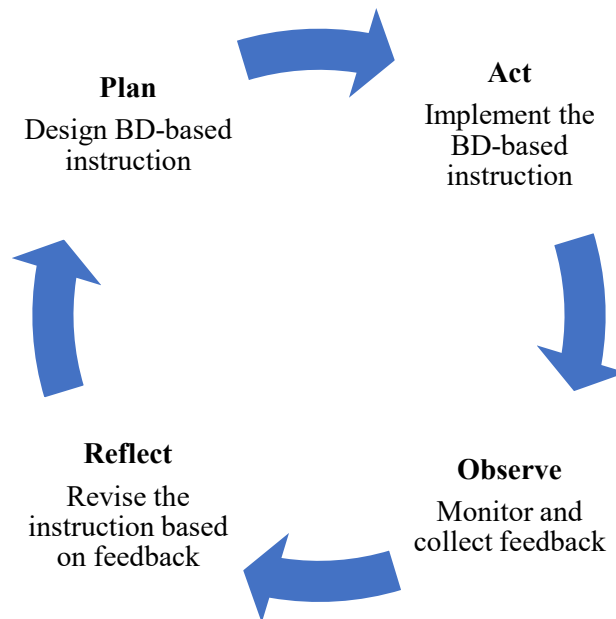 Plan
Design BD-based
instruction
Act
Implement the
BD-based
instruction
Observe
Monitor and
collect feedback
Reflect
Revise the
instruction based
on feedback